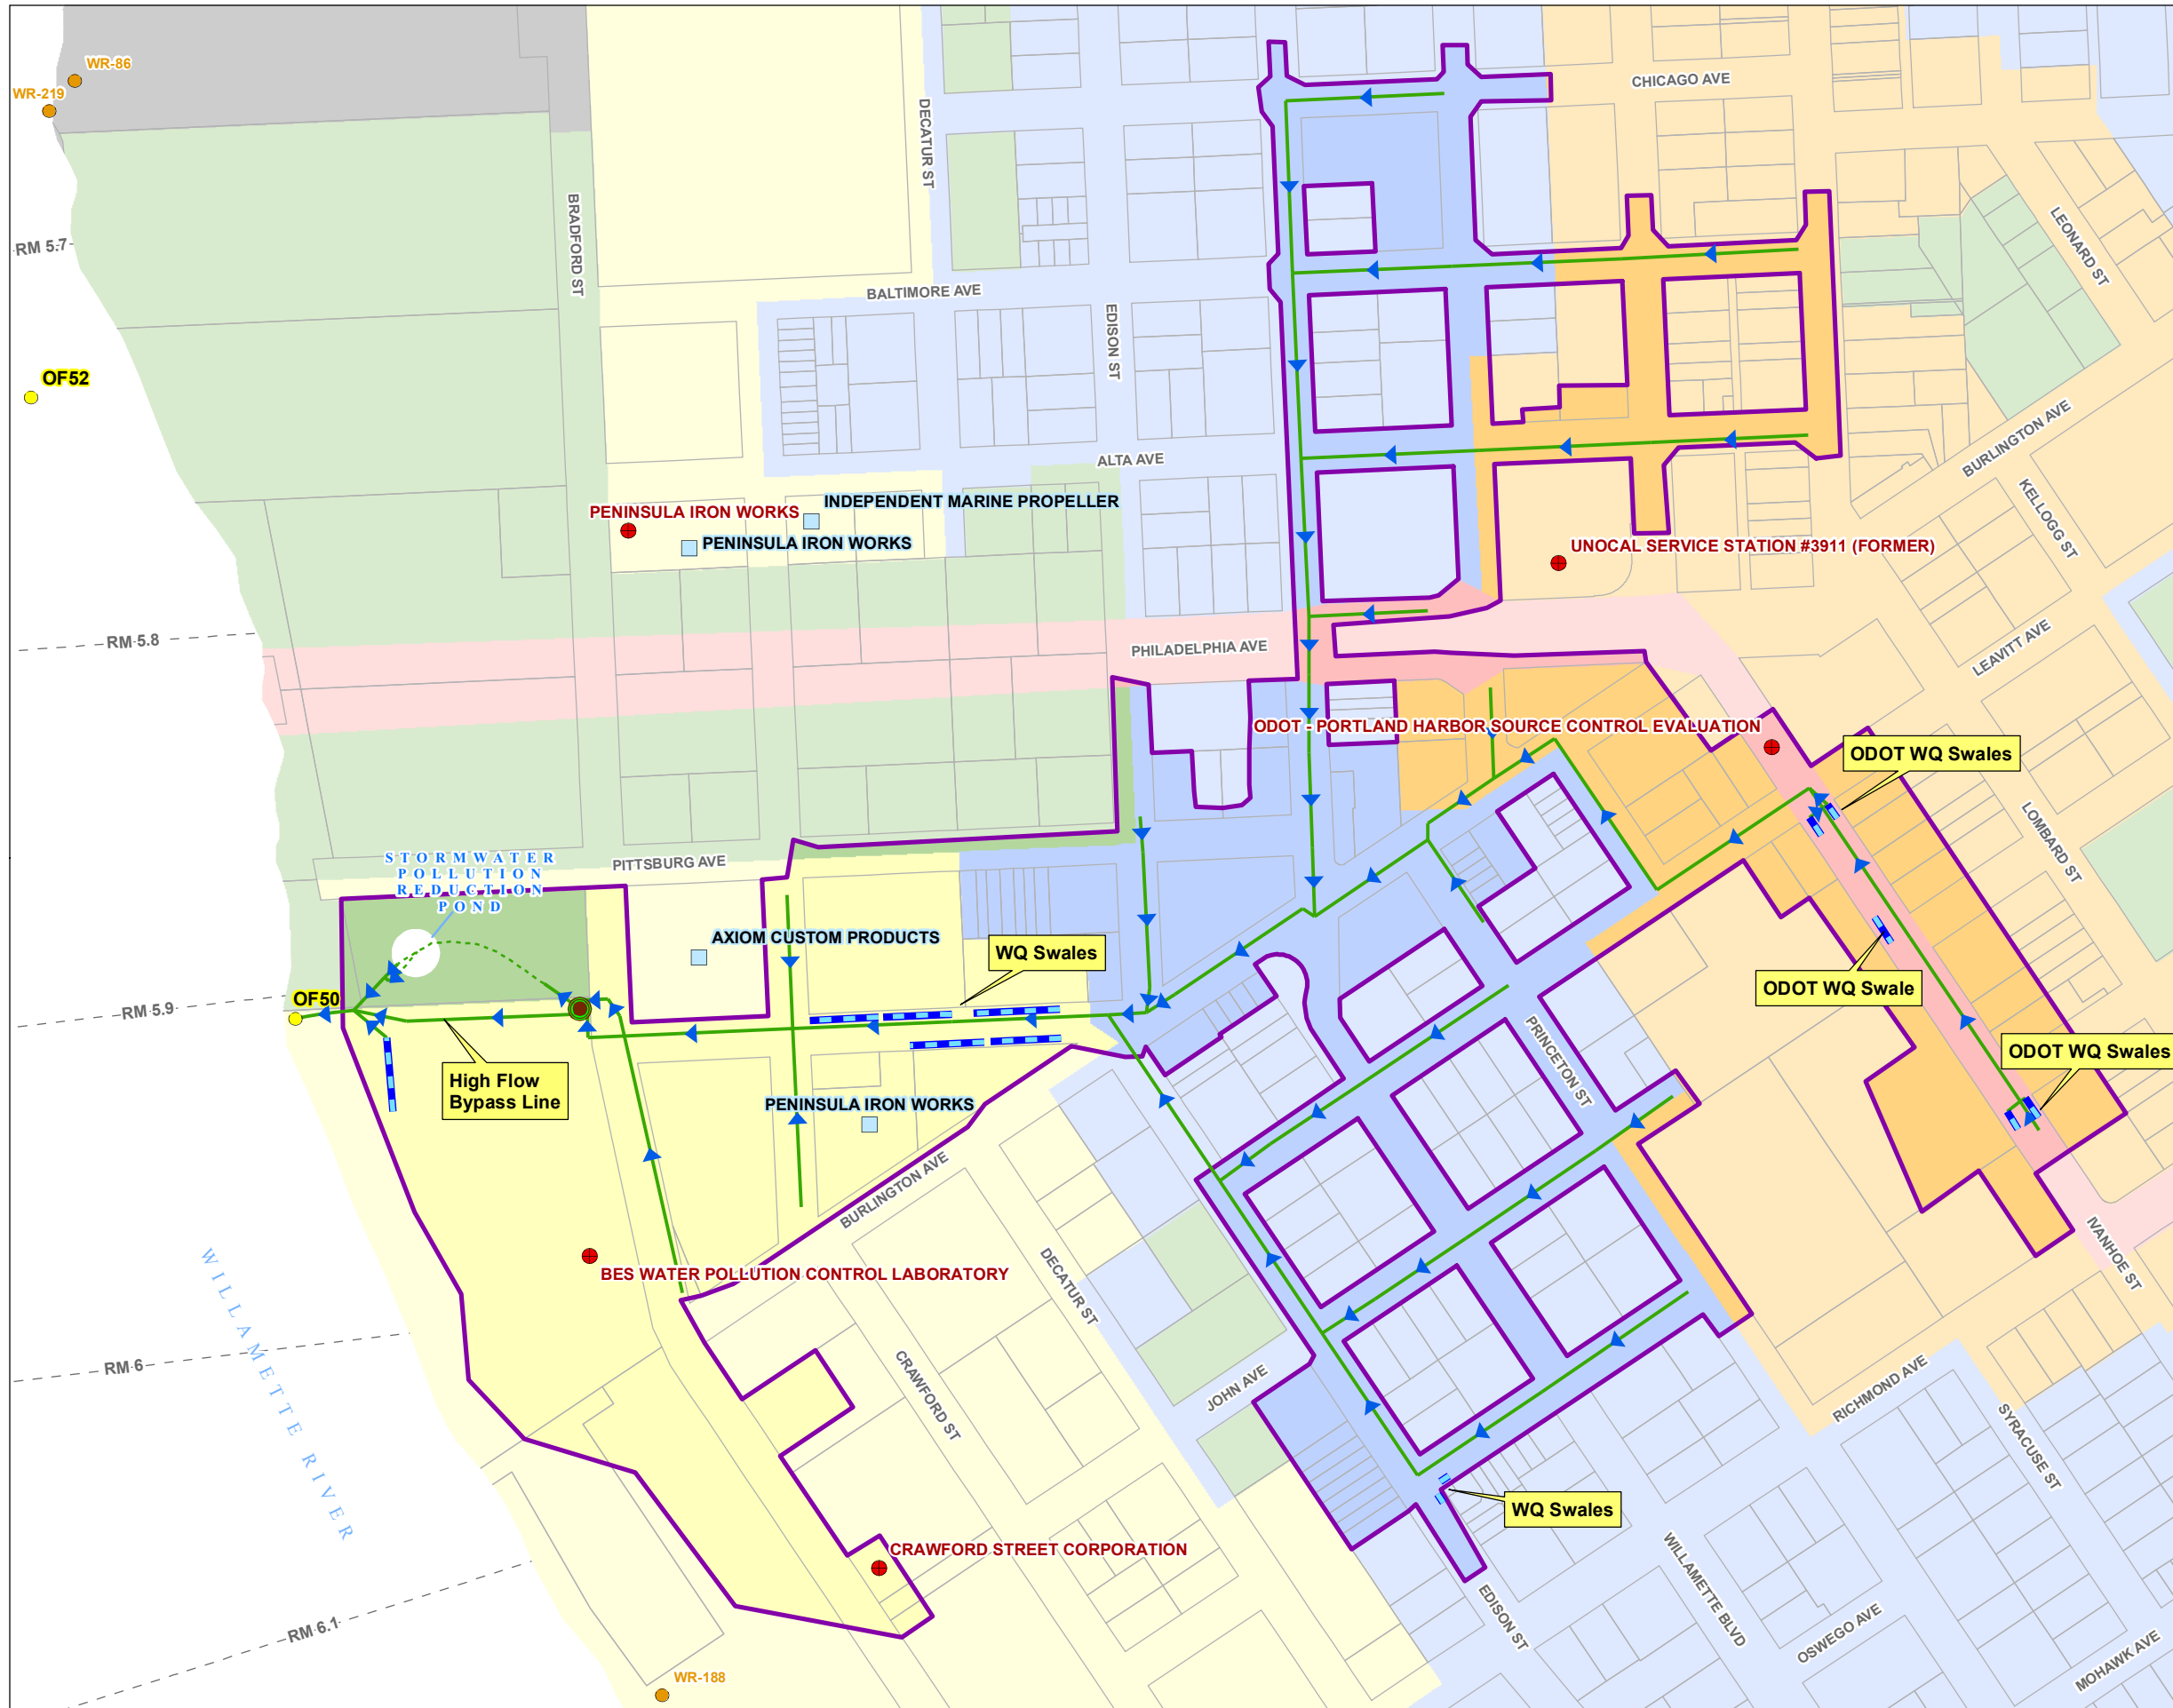 WR-86
WR-219
CHICAGO AVE
DECATUR ST
BRADFORD ST
LEONARD ST
RM 5.7
BALTIMORE AVE
EDISON ST
OF52
BURLINGTON AVE
ALTA AVE
KELLOGG ST
INDEPENDENT MARINE PROPELLER
PENINSULA IRON WORKS
PENINSULA IRON WORKS
UNOCAL SERVICE STATION #3911 (FORMER)
RM 5.8
PHILADELPHIA AVE
LEAVITT AVE
ODOT - PORTLAND HARBOR SOURCE CONTROL EVALUATION
ODOT WQ Swales
LOMBARD ST
PITTSBURG AVE
STORMWATER
POLLUTION
REDUCTION
POND
AXIOM CUSTOM PRODUCTS
WQ Swales
ODOT WQ Swale
OF50
RM 5.9
ODOT WQ Swales
High Flow
Bypass Line
PRINCETON ST
PENINSULA IRON WORKS
BURLINGTON AVE
IVANHOE ST
BES WATER POLLUTION CONTROL LABORATORY
DECATUR ST
WILLAMETTE RIVER
RM 6
CRAWFORD ST
JOHN AVE
RICHMOND AVE
SYRACUSE ST
WQ Swales
CRAWFORD STREET CORPORATION
WILLAMETTE BLVD
EDISON ST
RM 6.1
OSWEGO AVE
MOHAWK AVE
WR-188